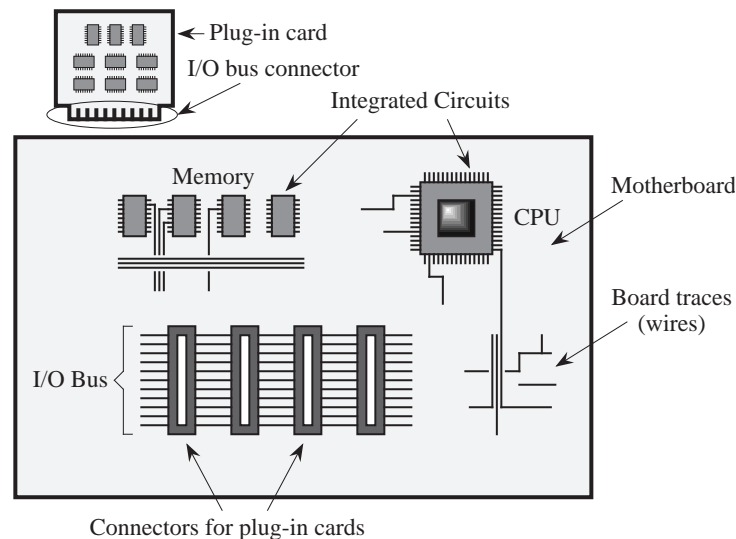 Plug-in card
I/O bus connector
Integrated Circuits
Memory
CPU
Motherboard
Board traces
(wires)
I/O Bus
Connectors for plug-in cards